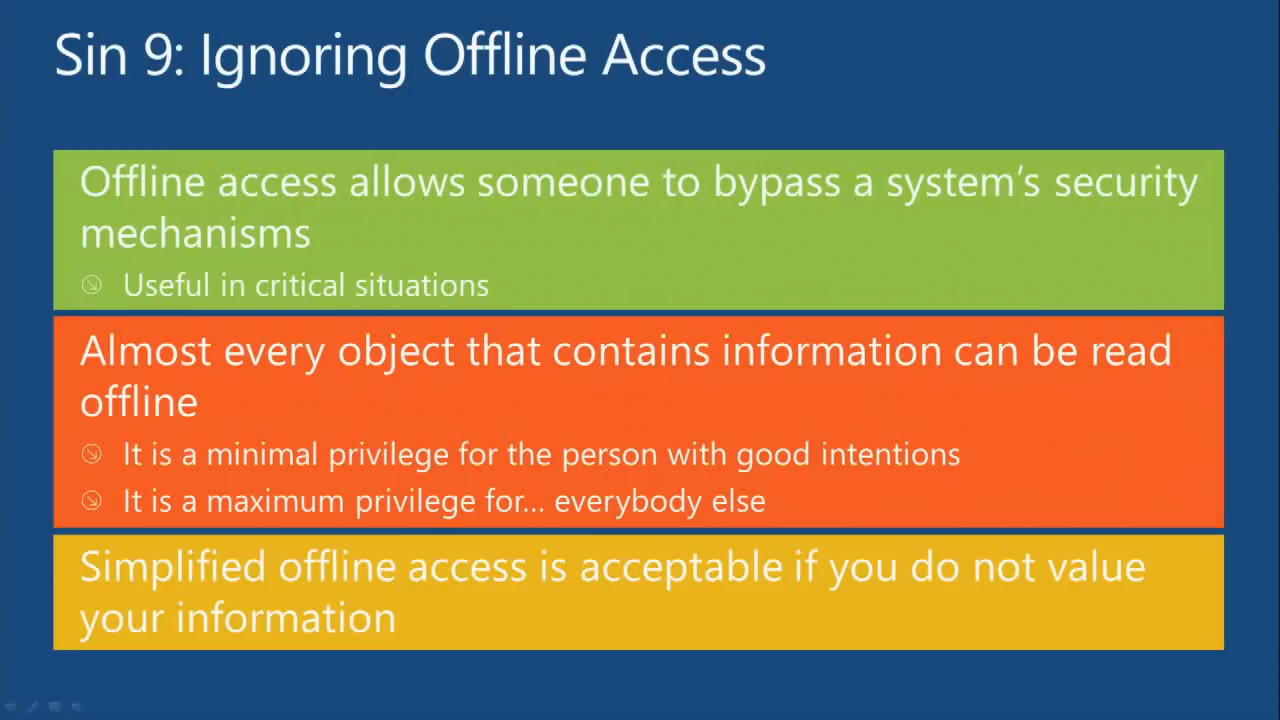 Sin 9: Ignoring Offline Access
Offline access allows someone to bypass a system's security
mechanisms
Useful in critical situations
Almost every object that contains information can be read
offline
It is a minimal privilege for the person with good intentions
It is a maximum privilege for... everybody else
Simplified offline access is acceptable if you do not value
your information